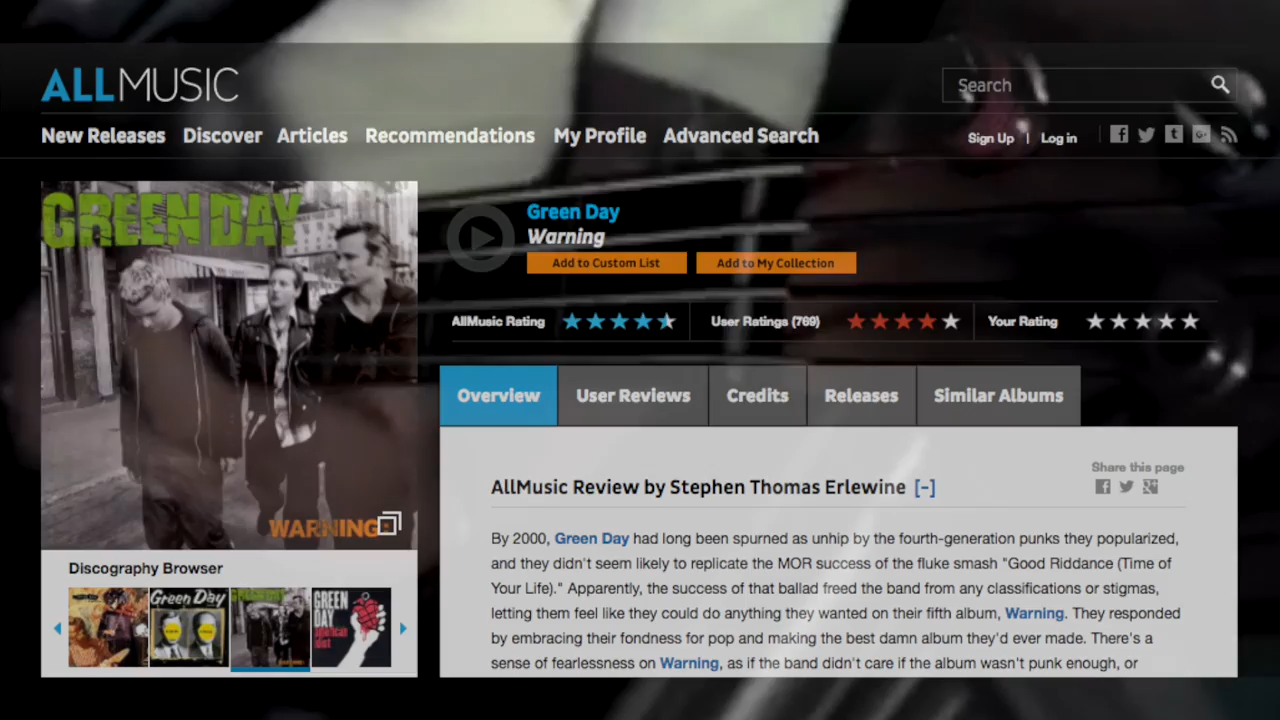 ALLMUSIC
Search
New Releases Discover Articles Recommendations My Profile Advanced Search
Sign Up | Log in
GREEN DAY
WARNING
Green Day
Warning
Add to Custom List
Add to My Collection
AllMusic Rating
User Ratings (769)
Your Rating
Overview
User Reviews
Credits
Releases
Similar Albums
Share this page
AllMusic Review by Stephen Thomas Erlewine [-]
By 2000, Green Day had long been spurned as unhip by the fourth-generation punks they popularized,
and they didn't seem likely to replicate the MOR success of the fluke smash "Good Riddance (Time of
Your Life)." Apparently, the success of that ballad freed the band from any classifications or stigmas,
letting them feel like they could do anything they wanted on their fifth album, Warning. They responded
by embracing their fondness for pop and making the best damn album they'd ever made. There's a
sense of fearlessness on Warning, as if the band didn't care if the album wasn't punk enough, or
Discography Browser
Green Day
GREEN DAY
american idiot